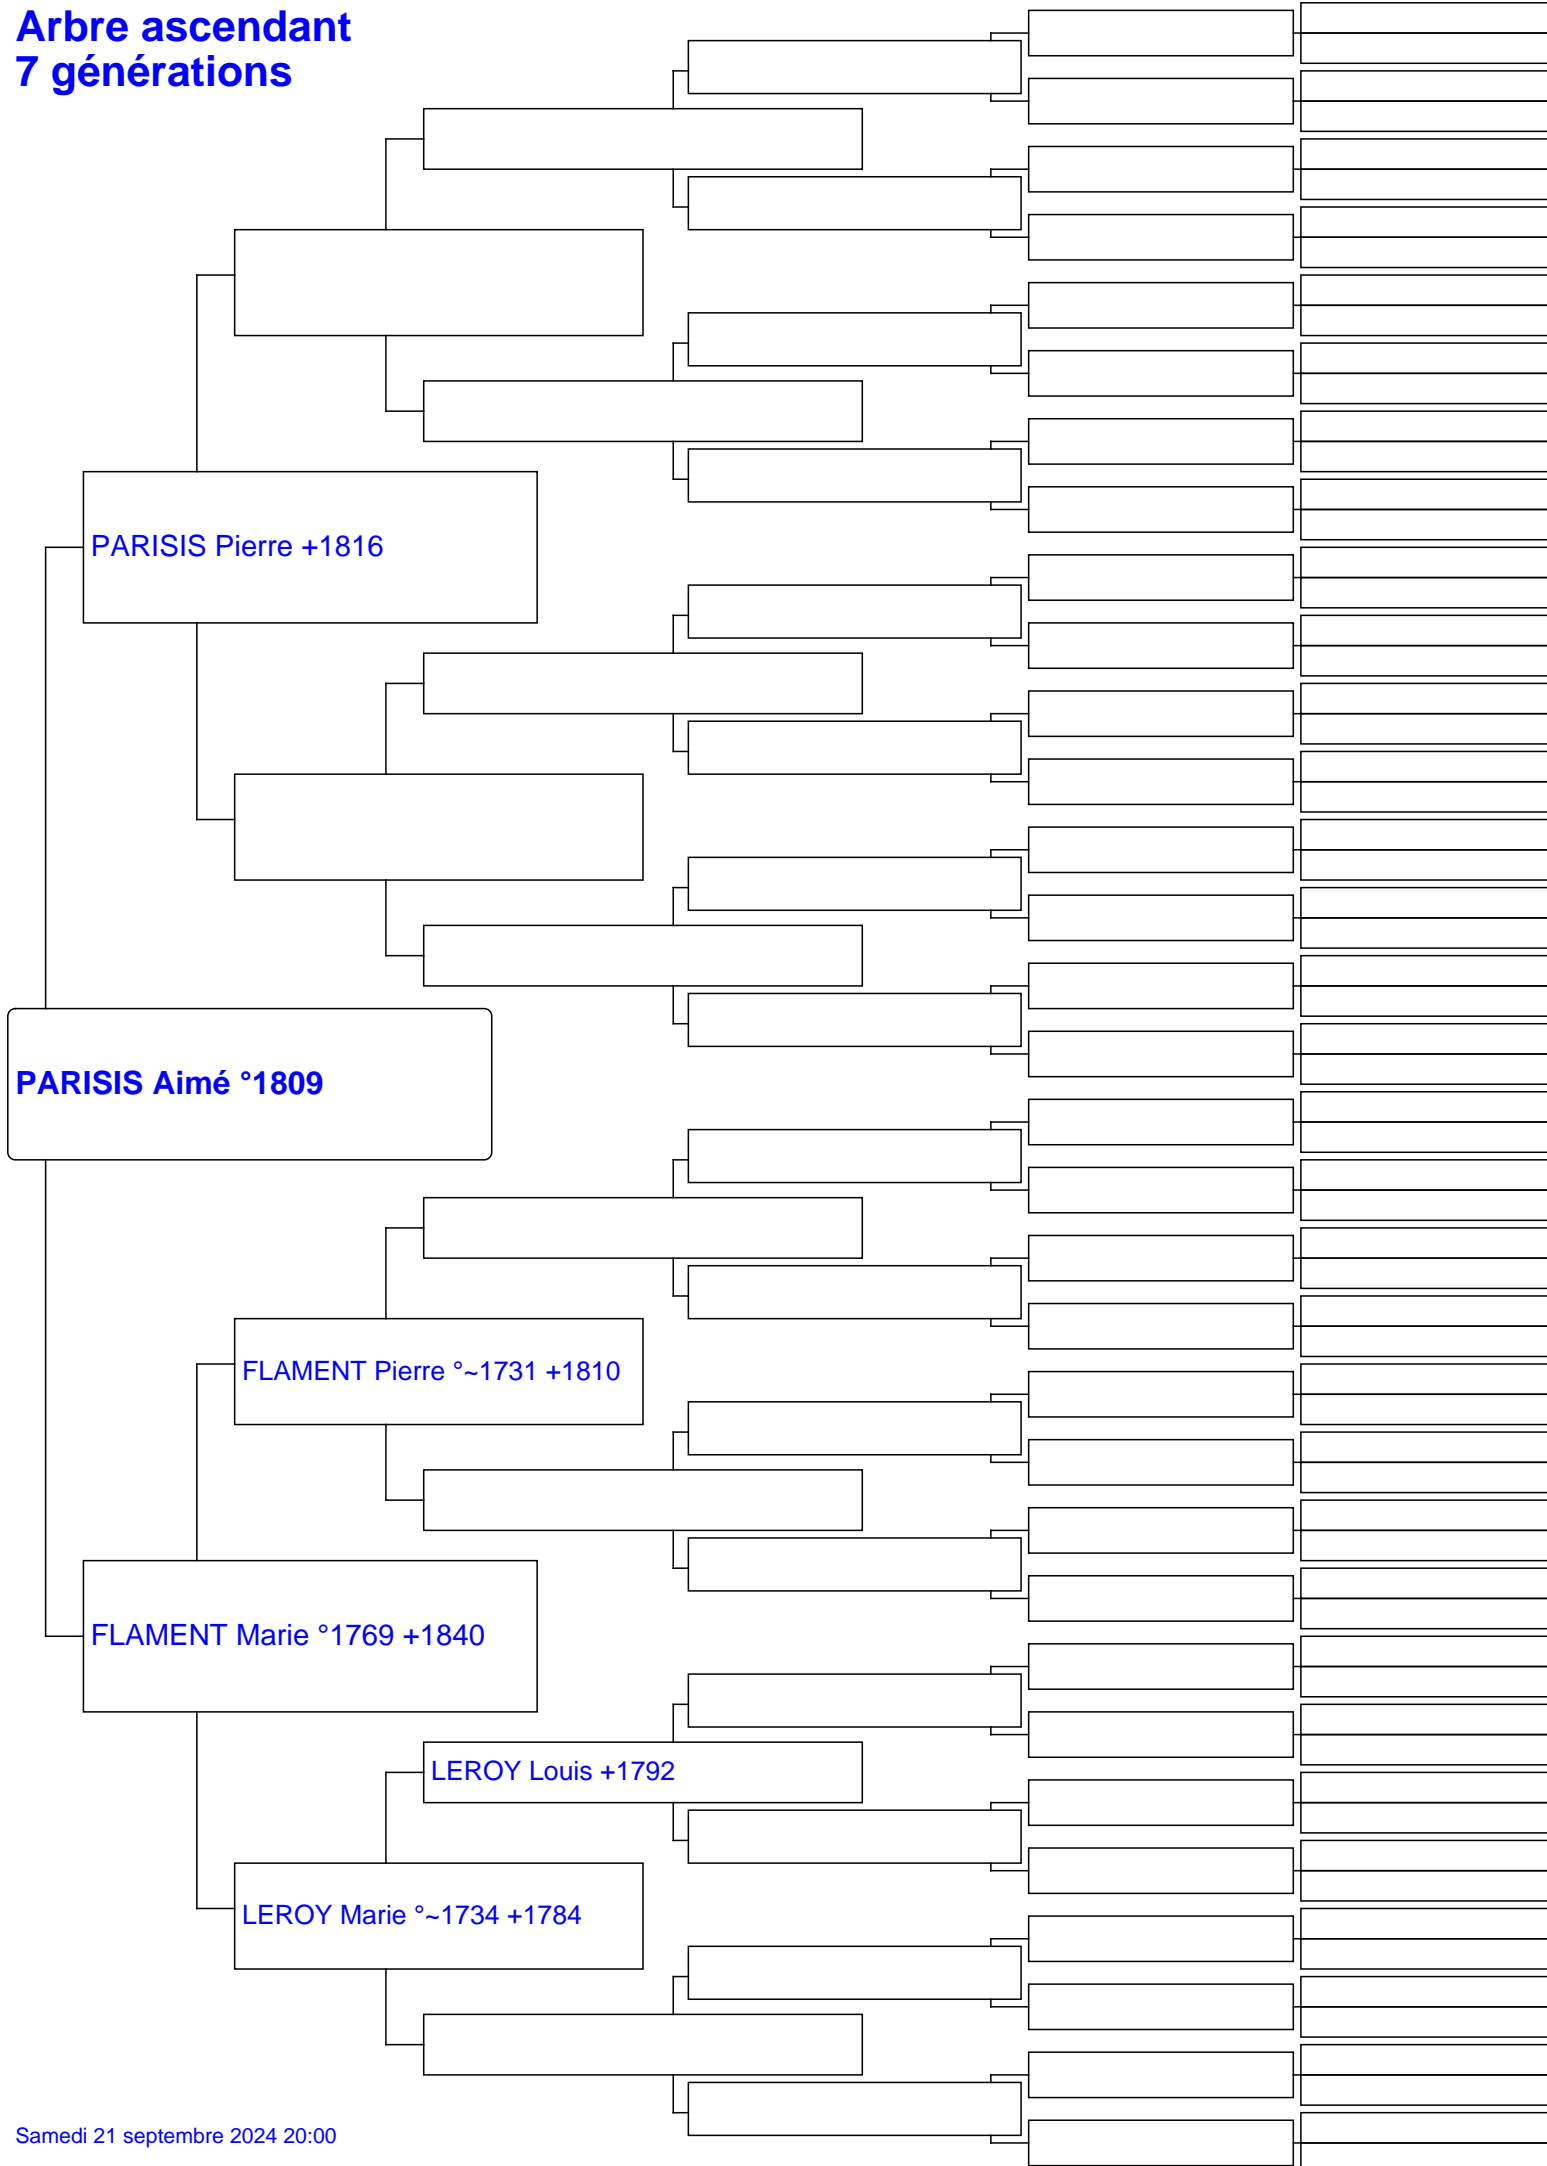 Arbre ascendant
7 générations
PARISIS Pierre +1816
PARISIS Aimé °1809
FLAMENT Pierre °~1731 +1810
FLAMENT Marie °1769 +1840
LEROY Louis +1792
LEROY Marie °~1734 +1784
Samedi 21 septembre 2024 20:00